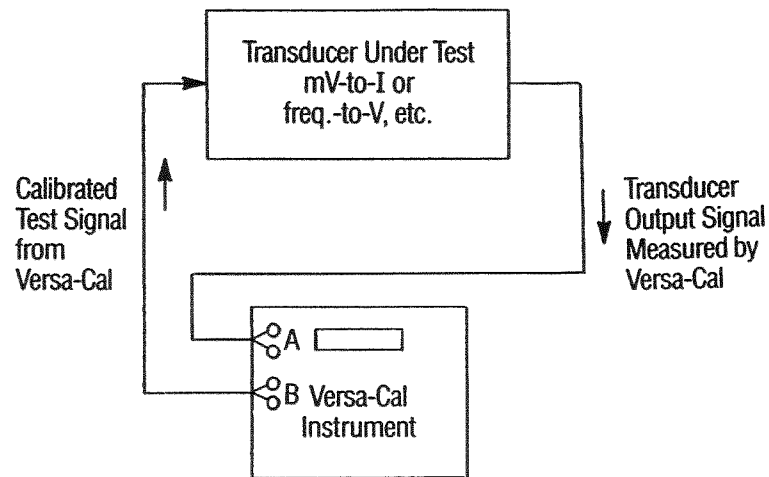 Transducer Under Test
mV-to-I or
freq.-to-V, etc.
Calibrated
Test Signal
from
Versa-Cal
Transducer
Output Signal
Measured by
Versa-Cal
A
B Versa-Cal
Instrument